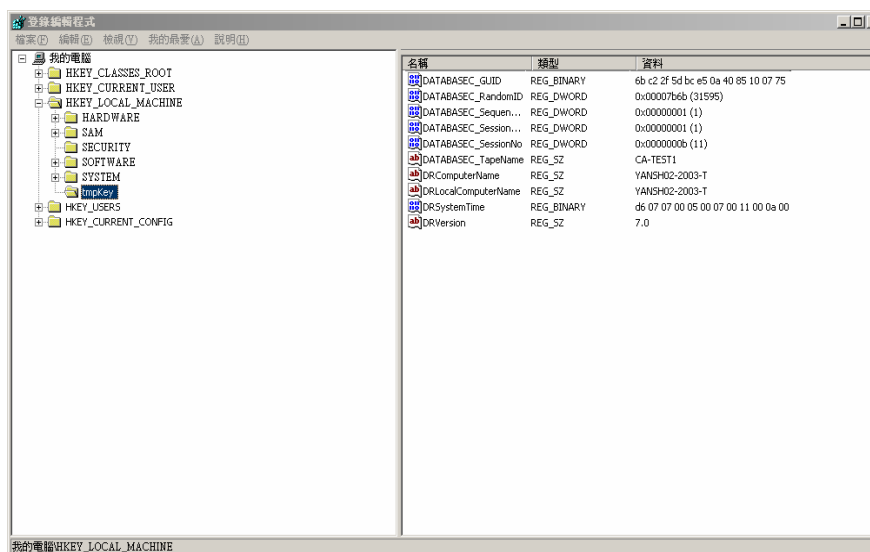 登錄編輯程式
檔案(F) 編輯(E) 檢視(V) 我的最愛(A) 說明(H)
我的電腦
HKEY_CLASSES_ROOT
HKEY_CURRENT_USER
HKEY_LOCAL_MACHINE
HARDWARE
SAM
SECURITY
SOFTWARE
SYSTEM
tmpKey
HKEY_USERS
HKEY_CURRENT_CONFIG
名稱 類型 資料
DATABASEC_GUID REG_BINARY 6b c2 2f 5d bc e5 0a 40 85 10 07 75
DATABASEC_RandomID REG_DWORD 0x00007b6b (31595)
DATABASEC_Sequen... REG_DWORD 0x00000001 (1)
DATABASEC_Session... REG_DWORD 0x00000001 (1)
DATABASEC_SessionNo REG_DWORD 0x0000000b (11)
DATABASEC_TapeName REG_SZ CA-TEST1
DRComputerName REG_SZ YANSH02-2003-T
DRLocalComputerName REG_SZ YANSH02-2003-T
DRSystemTime REG_BINARY d6 07 07 00 05 00 07 00 11 00 0a 00
DRVersion REG_SZ 7.0
我的電腦\HKEY_LOCAL_MACHINE